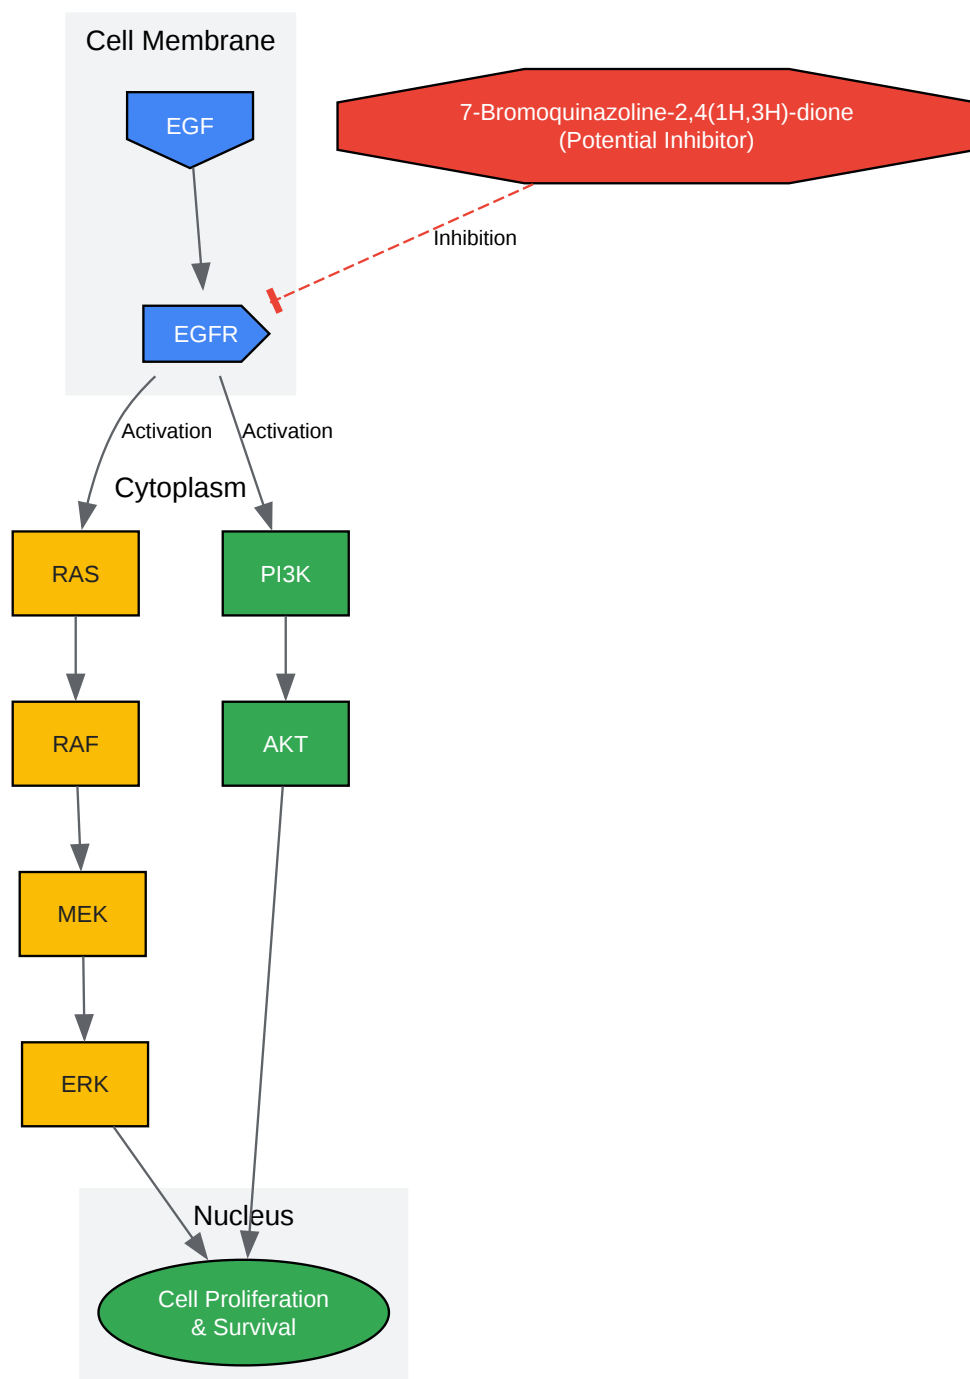 Cell Membrane
EGF
7-Bromoquinazoline-2,4(1H,3H)-dione
(Potential Inhibitor)
Inhibition
EGFR
Activation
Activation
Cytoplasm
RAS
PI3K
RAF
AKT
MEK
ERK
Nucleus
Cell Proliferation
& Survival